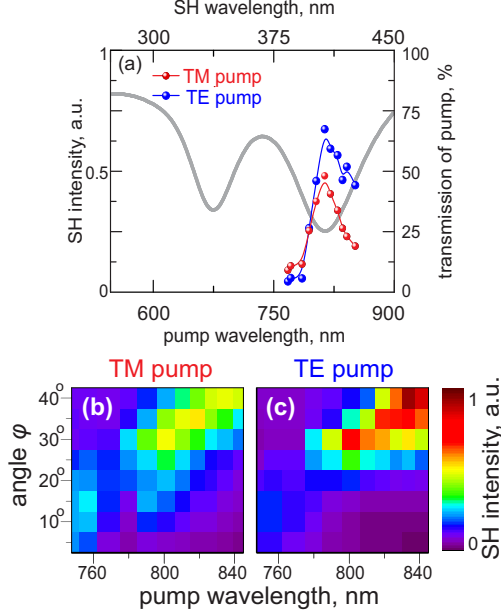 SH wavelength, nm
300 375 450
(a)
TM pump
TE pump
SH intensity, a.u.
1
0.5
0
transmission of pump, %
100
75
50
25
0
600 750 900
pump wavelength, nm
TM pump TE pump
(b) (c)
angle φ
40°
30°
20°
10°
760 800 840 760 800 840
pump wavelength, nm
1
0
SH intensity, a.u.